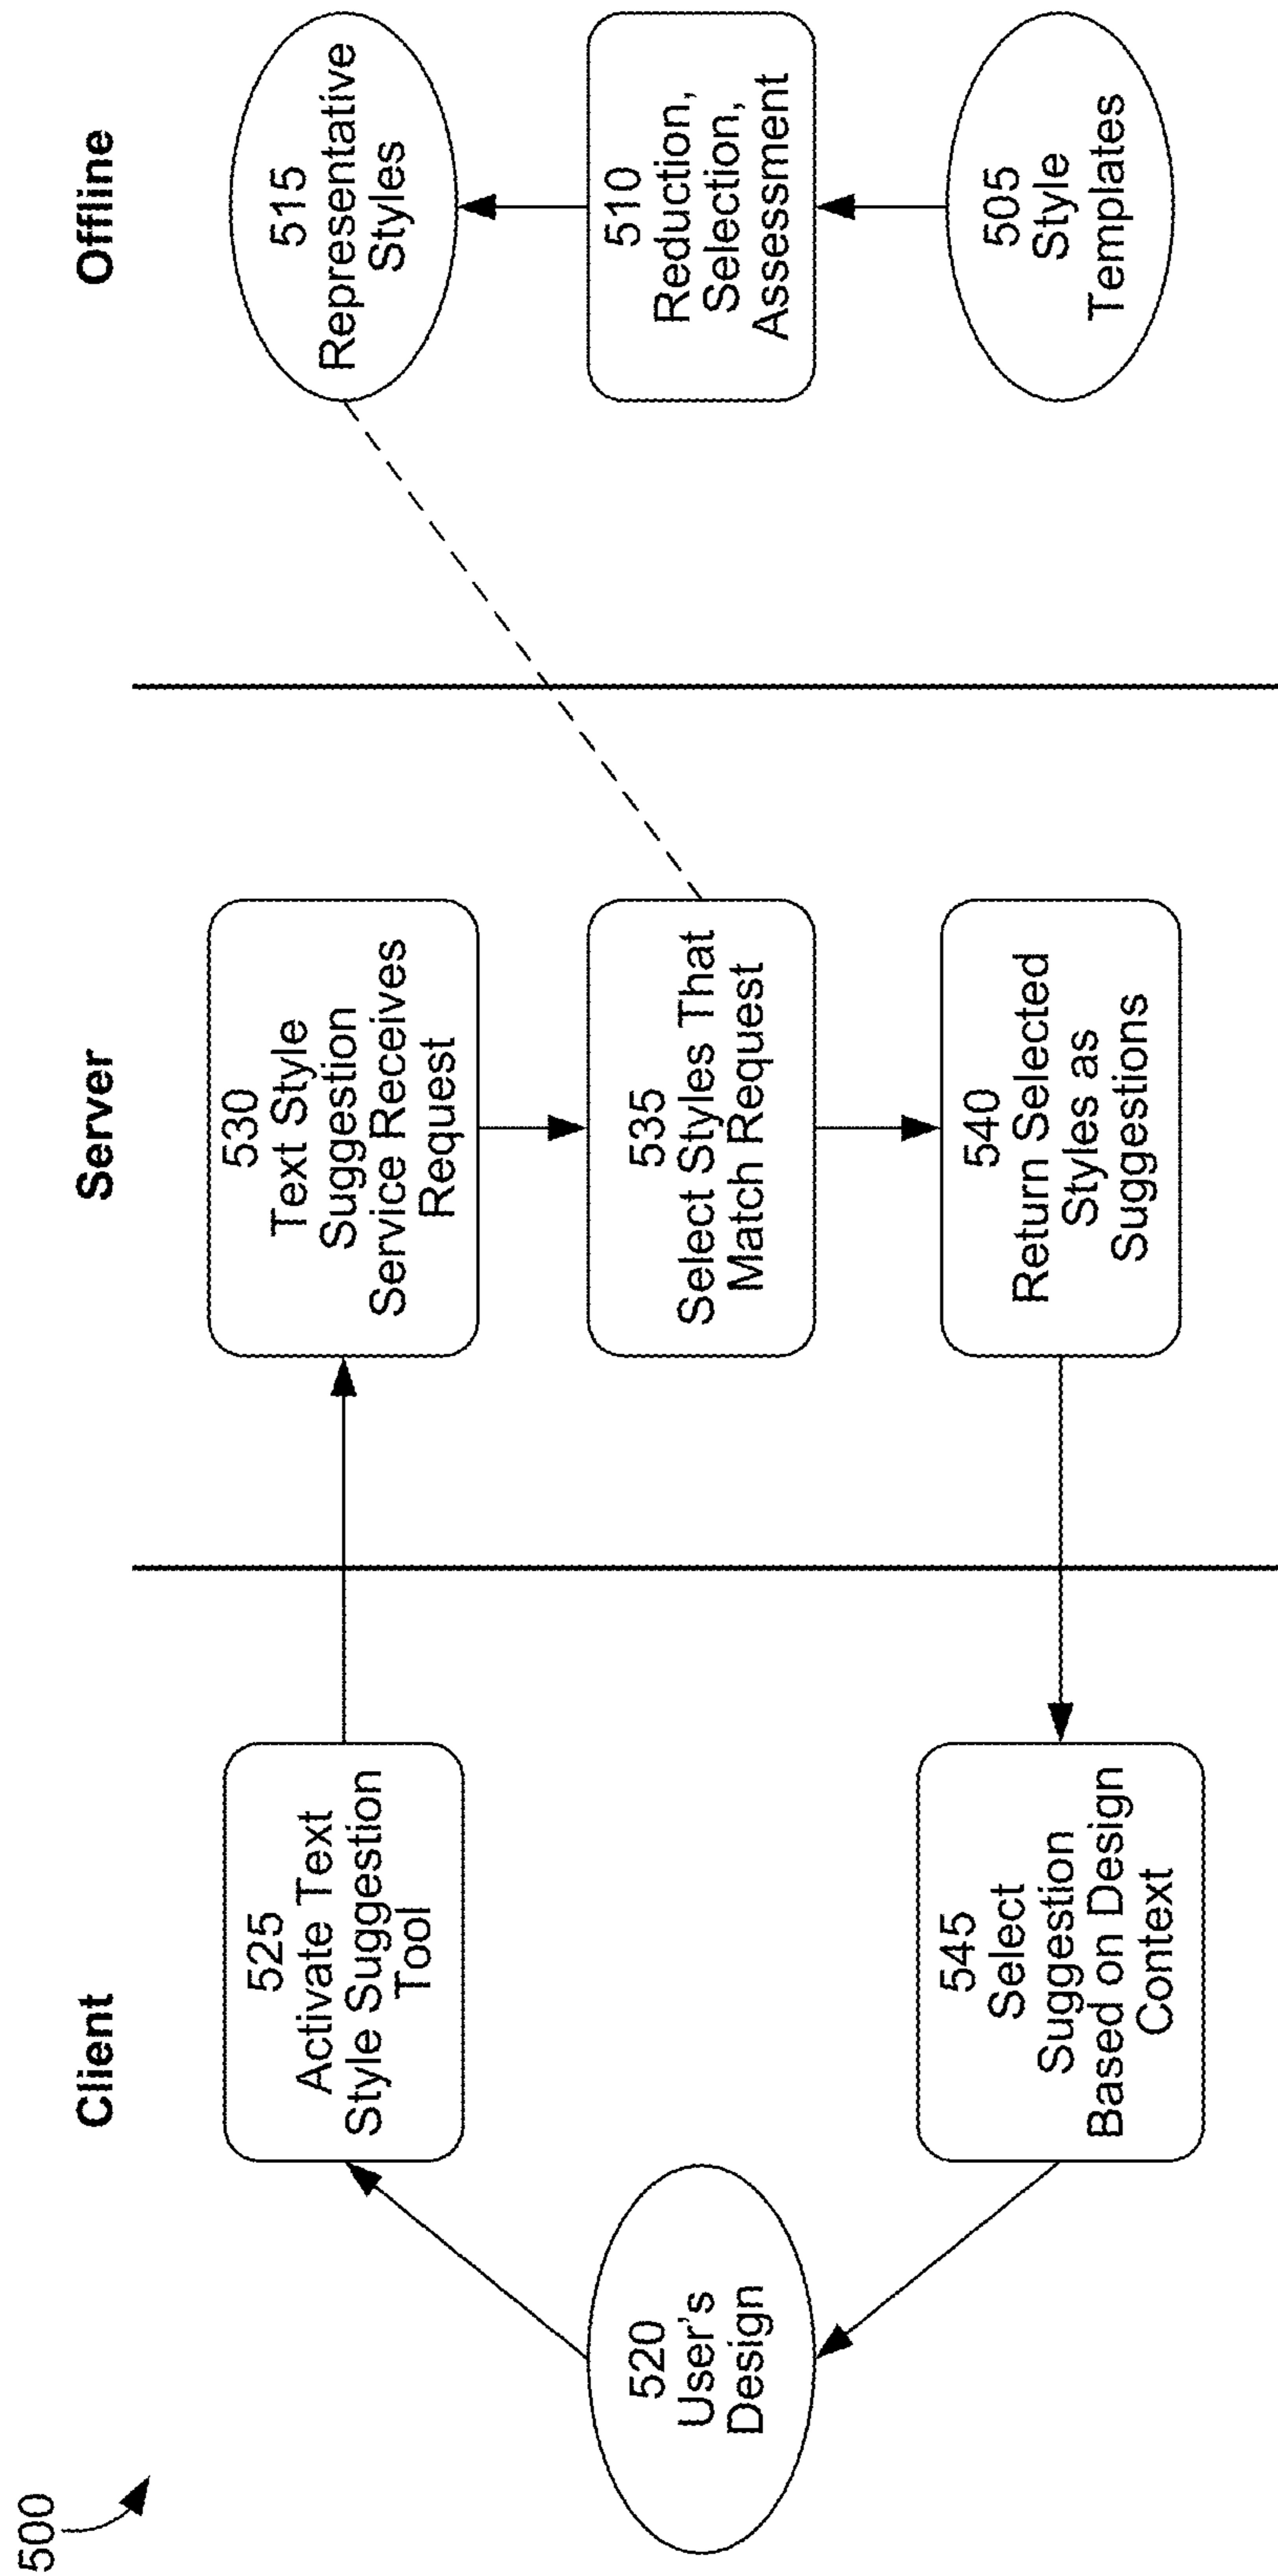 500
Client
Server
Offline
520
User's
Design
525
Activate Text
Style Suggestion
Tool
545
Select
Suggestion
Based on Design
Context
530
Text Style
Suggestion
Service Receives
Request
535
Select Styles That
Match Request
540
Return Selected
Styles as
Suggestions
515
Representative
Styles
510
Reduction,
Selection,
Assessment
505
Style
Templates